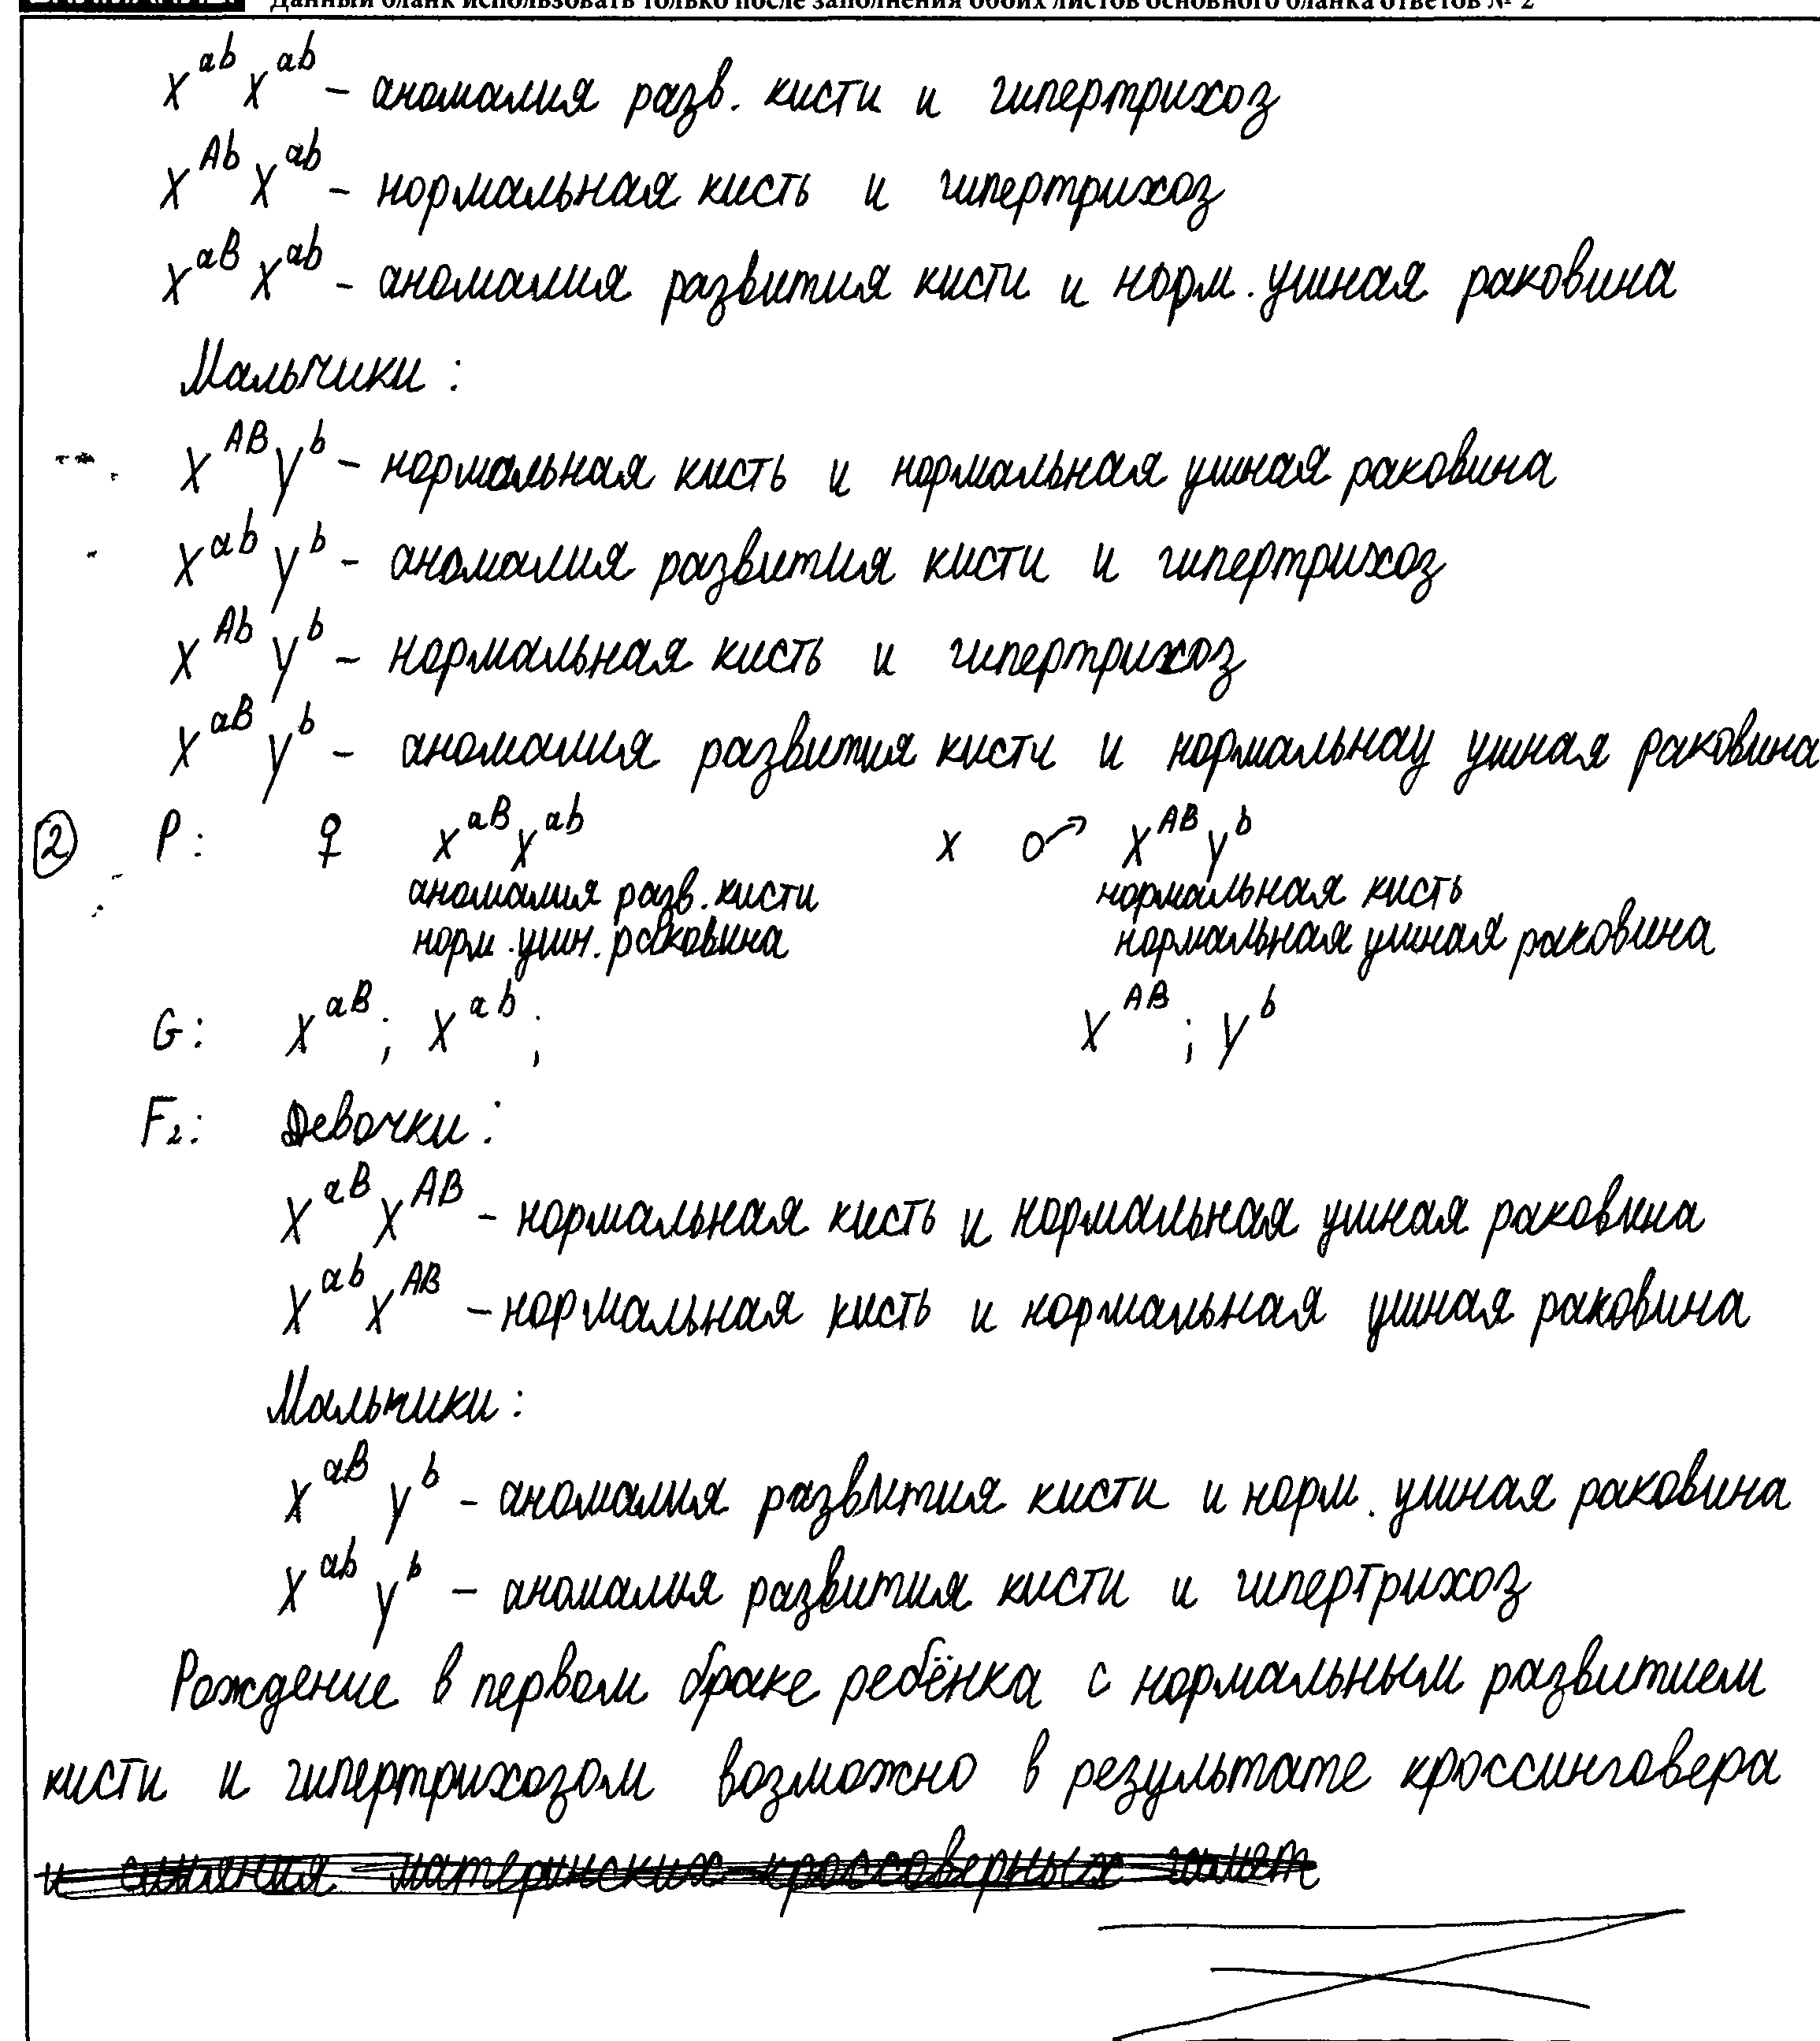 Данный бланк использовать только после заполнения обоих листов основного бланка ответов № 2
X^ab X^ab – аномалия разв. кисти и гипертрихоз
X^Ab X^ab – нормальная кисть и гипертрихоз
X^aB X^ab – аномалия развития кисти и норм. ушная раковина
Мальчики:
X^AB Y^b – нормальная кисть и нормальная ушная раковина
X^ab Y^b – аномалия развития кисти и гипертрихоз
X^Ab Y^b – нормальная кисть и гипертрихоз
X^aB Y^b – аномалия развития кисти и нормальнау ушная раковина
② P: ♀ X^aB X^ab x ♂ X^AB Y^b
аномалия разв. кисти нормальная кисть
норм. ушн. раковина нормальная ушная раковина
G: X^aB; X^ab; X^AB; Y^b
F₂: Девочки:
X^aB X^AB – нормальная кисть и нормальная ушная раковина
X^ab X^AB – нормальная кисть и нормальная ушная раковина
Мальчики:
X^aB Y^b – аномалия развития кисти и норм. ушная раковина
X^ab Y^b – аномалия развития кисти и гипертрихоз
Рождение в первом браке ребёнка с нормальным развитием
кисти и гипертрихозом возможно в результате кроссинговера
и слияния материнских кроссоверных гамет